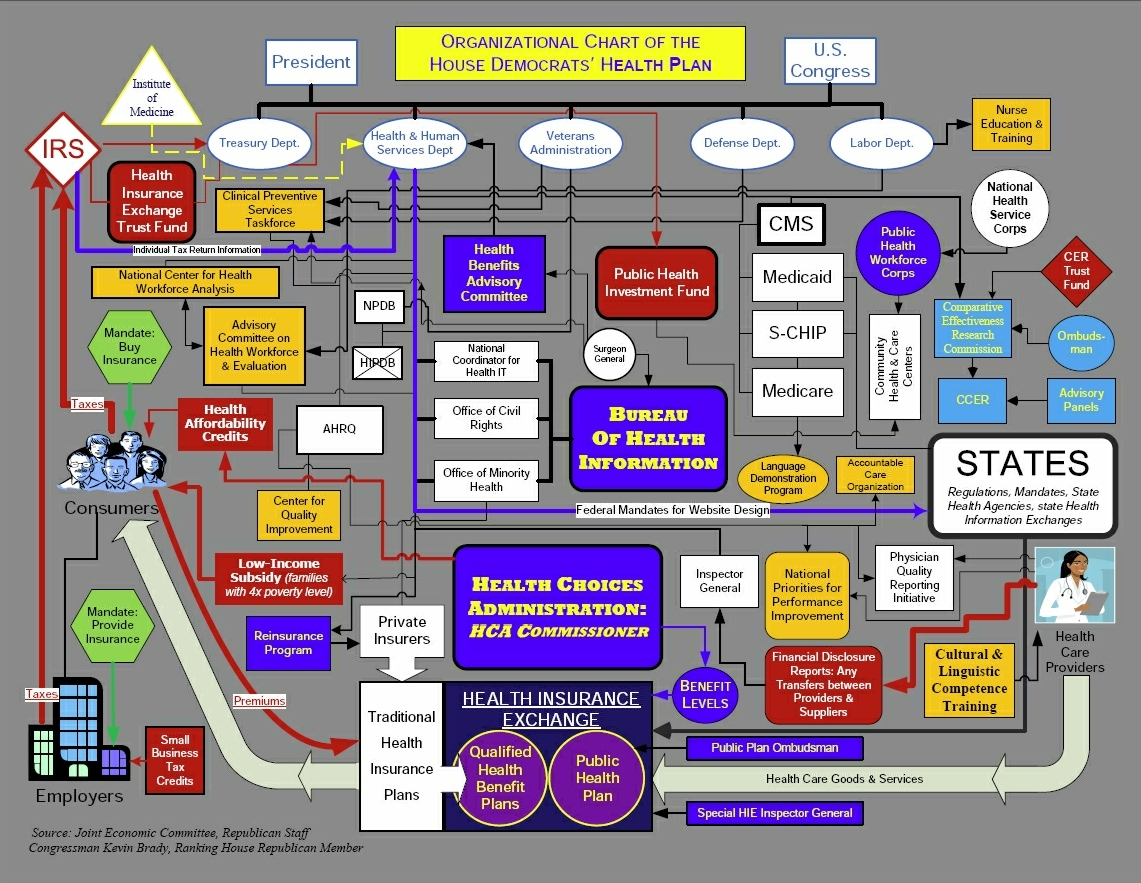 ORGANIZATIONAL CHART OF THE
HOUSE DEMOCRATS' HEALTH PLAN
President
U.S.
Congress
Institute
of
Medicine
IRS
Treasury Dept.
Health & Human
Services Dept
Veterans
Administration
Defense Dept.
Labor Dept.
Nurse
Education &
Training
Health
Insurance
Exchange
Trust Fund
Clinical Preventive
Services
Taskforce
National
Health
Service
Corps
CMS
Public
Health
Workforce
Corps
Individual Tax Return Information
Health
Benefits
Advisory
Committee
Public Health
Investment Fund
CER
Trust
Fund
National Center for Health
Workforce Analysis
Medicaid
S-CHIP
Medicare
NPDB
HIPDB
Mandate:
Buy
Insurance
Advisory
Committee on
Health Workforce
& Evaluation
National
Coordinator for
Health IT
Surgeon
General
Community
Health & Care
Centers
Comparative
Effectiveness
Research
Commission
Ombuds-
man
CCER
Advisory
Panels
Taxes
Health
Affordability
Credits
AHRQ
Office of Civil
Rights
Office of Minority
Health
BUREAU
OF HEALTH
INFORMATION
Language
Demonstration
Program
Accountable
Care
Organization
STATES
Regulations, Mandates, State
Health Agencies, state Health
Information Exchanges
Consumers
Center for
Quality
Improvement
Federal Mandates for Website Design
Low-Income
Subsidy (families
with 4x poverty level)
HEALTH CHOICES
ADMINISTRATION:
HCA COMMISSIONER
Inspector
General
National
Priorities for
Performance
Improvement
Physician
Quality
Reporting
Initiative
Mandate:
Provide
Insurance
Reinsurance
Program
Private
Insurers
Health
Care
Providers
Financial Disclosure
Reports: Any
Transfers between
Providers &
Suppliers
Cultural &
Linguistic
Competence
Training
BENEFIT
LEVELS
Taxes
Premiums
Traditional
Health
Insurance
Plans
HEALTH INSURANCE
EXCHANGE
Qualified
Health
Benefit
Plans
Public
Health
Plan
Public Plan Ombudsman
Health Care Goods & Services
Special HIE Inspector General
Small
Business
Tax
Credits
Employers
Source: Joint Economic Committee, Republican Staff
Congressman Kevin Brady, Ranking House Republican Member